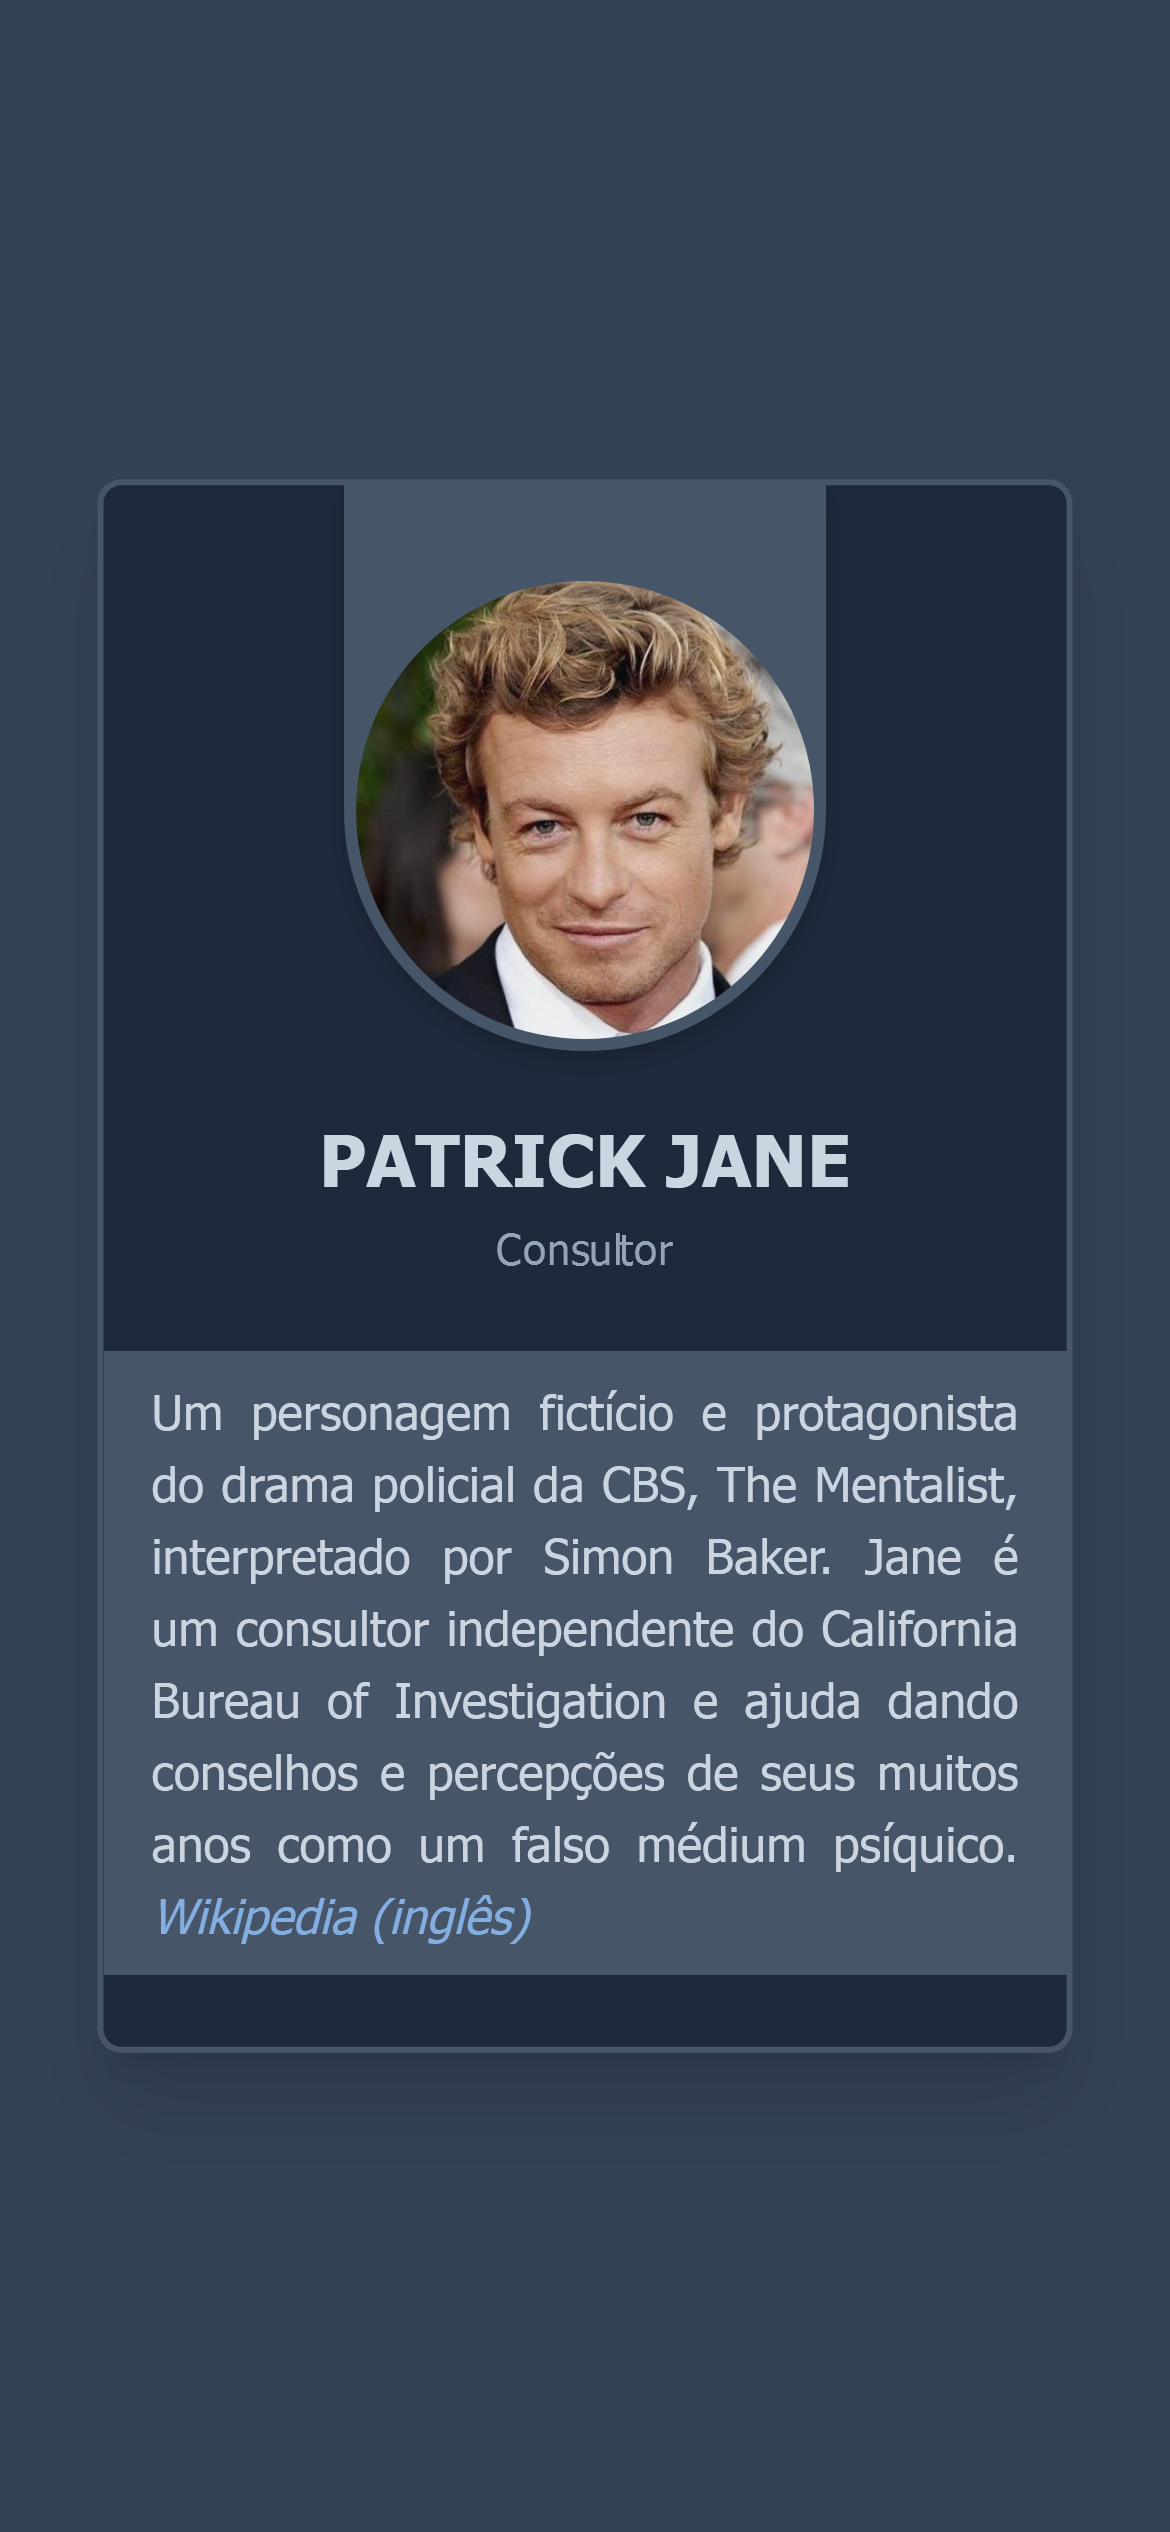 PATRICK JANE
Consultor
Um personagem fictício e protagonista
do drama policial da CBS, The Mentalist,
interpretado por Simon Baker. Jane é
um consultor independente do California
Bureau of Investigation e ajuda dando
conselhos e percepções de seus muitos
anos como um falso médium psíquico.
Wikipedia (inglês)